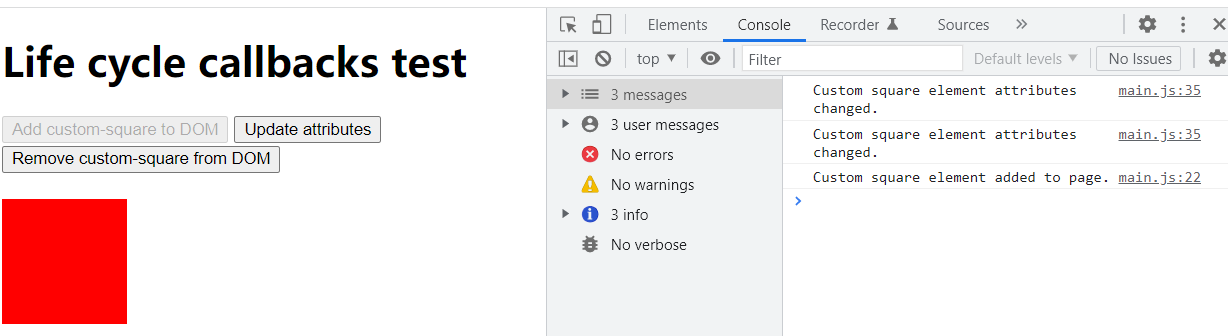 Life cycle callbacks test
Add custom-square to DOM Update attributes
Remove custom-square from DOM
Elements Console Recorder Sources »
top ▼ Filter Default levels ▼ No Issues
3 messages
3 user messages
No errors
No warnings
3 info
No verbose
Custom square element attributes main.js:35
changed.
Custom square element attributes main.js:35
changed.
Custom square element added to page. main.js:22